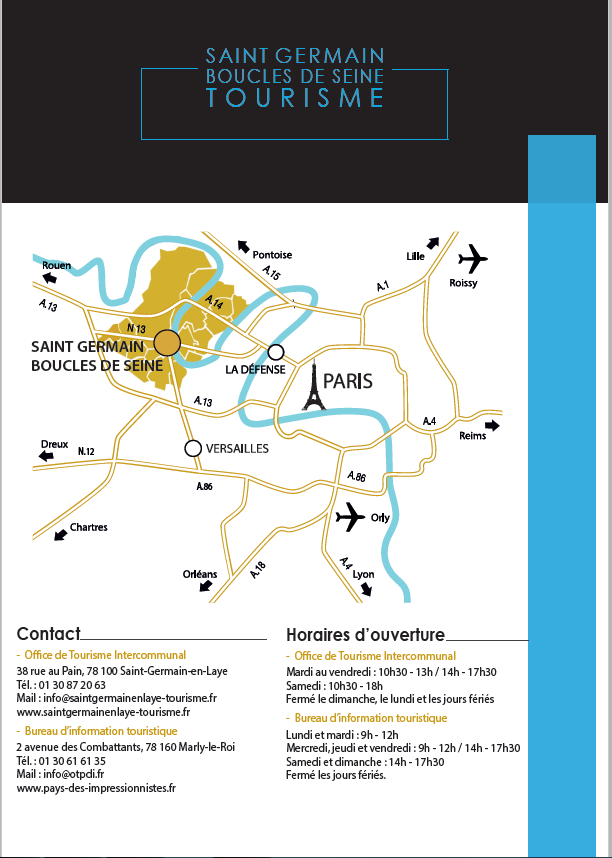 SAINT GERMAIN
BOUCLES DE SEINE
TOURISME
Pontoise
Lille
Rouen
A.15
Roissy
A.1
A.13
A.14
N 13
SAINT GERMAIN
BOUCLES DE SEINE
LA DÉFENSE
PARIS
A.13
A.4
Reims
Dreux
N.12
VERSAILLES
A.86
A.86
Orly
Chartres
A.18
A.4
Orléans
Lyon
Contact
- Office de Tourisme Intercommunal
38 rue au Pain, 78 100 Saint-Germain-en-Laye
Tél. : 01 30 87 20 63
Mail : info@saintgermainenlaye-tourisme.fr
www.saintgermainenlaye-tourisme.fr
- Bureau d'information touristique
2 avenue des Combattants, 78 160 Marly-le-Roi
Tél. : 01 30 61 61 35
Mail : info@otpdi.fr
www.pays-des-impressionnistes.fr
Horaires d'ouverture
- Office de Tourisme Intercommunal
Mardi au vendredi : 10h30 - 13h / 14h - 17h30
Samedi : 10h30 - 18h
Fermé le dimanche, le lundi et les jours fériés
- Bureau d'information touristique
Lundi et mardi : 9h - 12h
Mercredi, jeudi et vendredi : 9h - 12h / 14h - 17h30
Samedi et dimanche : 14h - 17h30
Fermé les jours fériés.